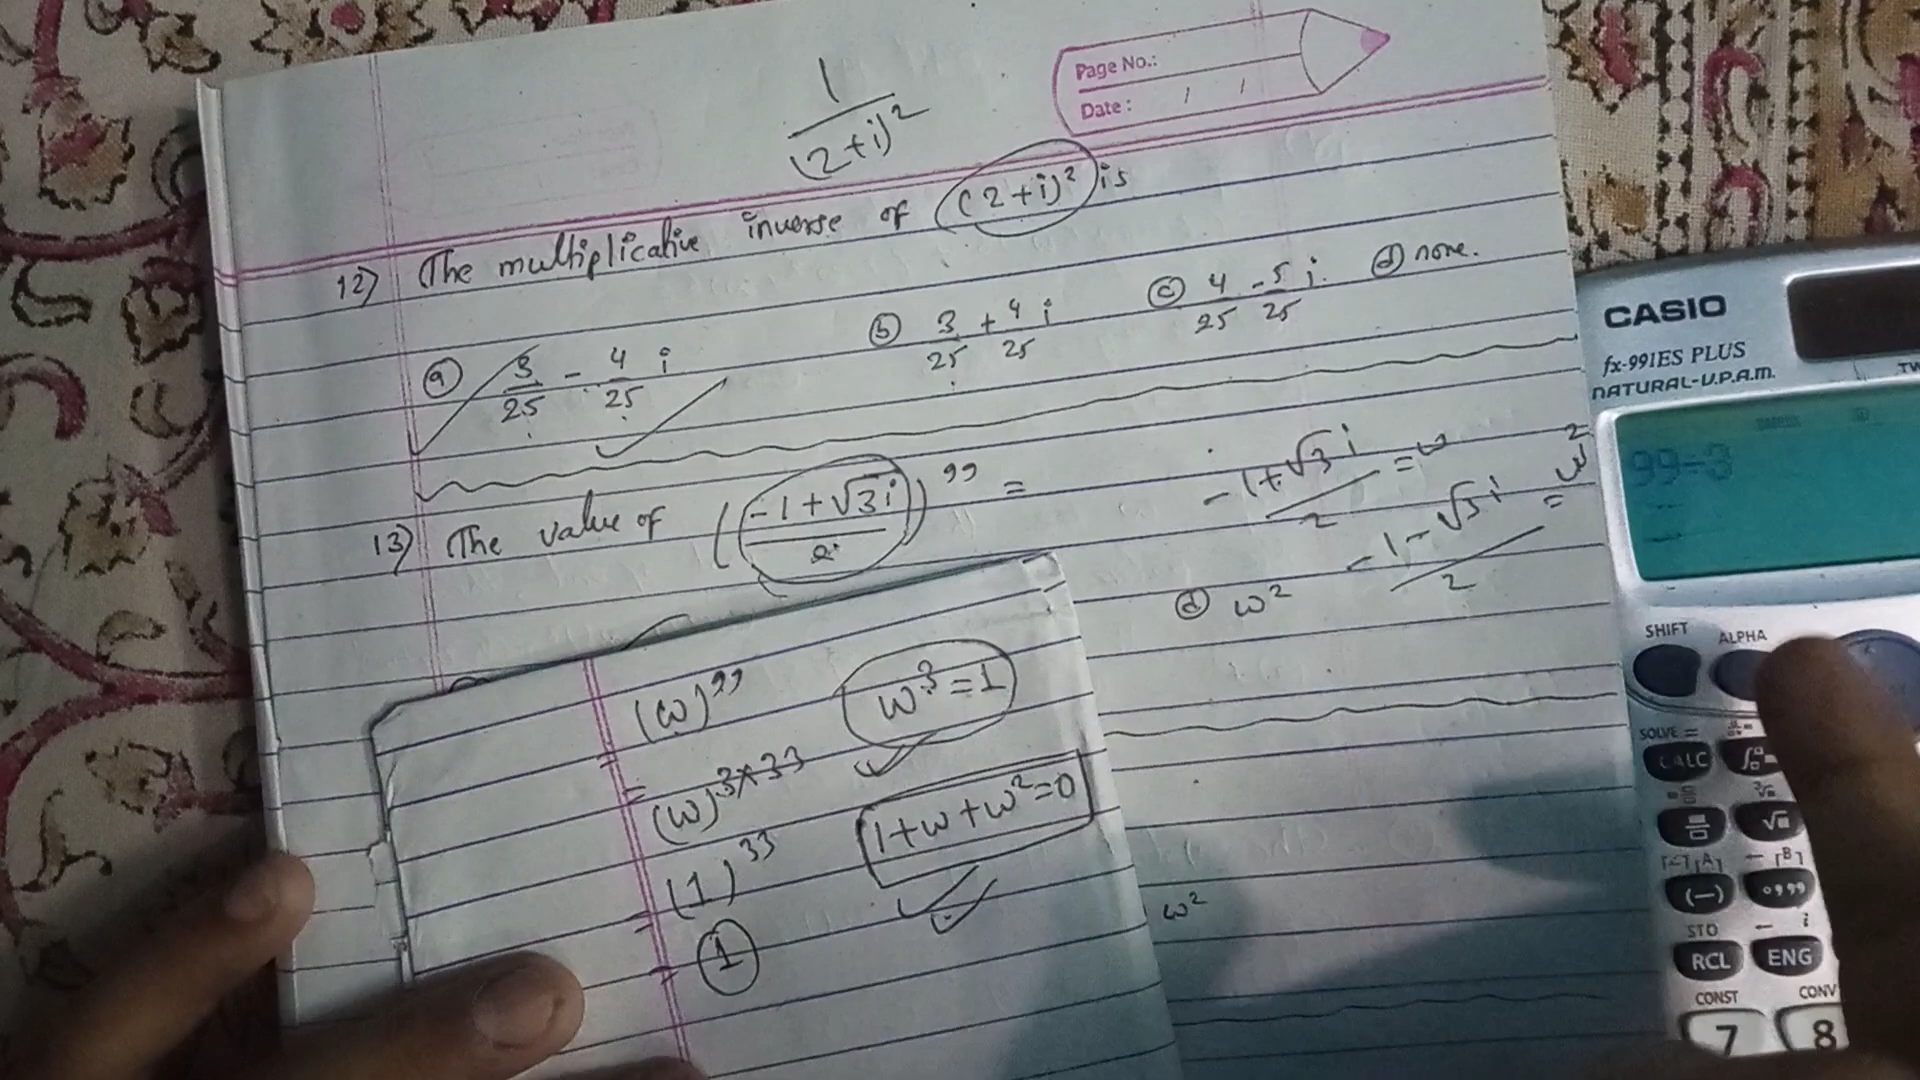 1/(2+i)²
Page No.:
Date: / /
12) The multiplicative inverse of (2+i)² is
ⓐ 3/25 - 4/25 i ⓑ 3/25 + 4/25 i ⓒ 4/25 - 5/25 i. ⓓ none.
13) The value of ((-1+√3i)/2)⁹⁹ =
(-1+√3i)/2 = ω
(-1-√3i)/2 = ω²
ⓓ ω²
(ω)⁹⁹ ω³=1
= (ω)³ˣ³³
1+ω+ω²=0
= (1)³³
= 1
ω²
CASIO
fx-991ES PLUS
NATURAL-V.P.A.M.
TW
99÷3
SHIFT ALPHA
SOLVE =
CALC
√
(-) °,,,
STO ← i
RCL ENG
CONST CONV
7 8